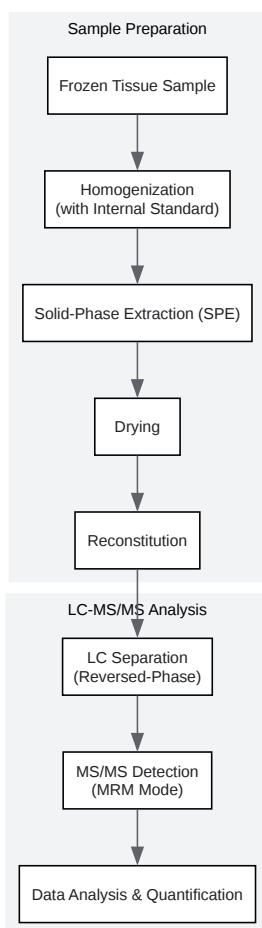 Sample Preparation
Frozen Tissue Sample
Homogenization
(with Internal Standard)
Solid-Phase Extraction (SPE)
Drying
Reconstitution
LC-MS/MS Analysis
LC Separation
(Reversed-Phase)
MS/MS Detection
(MRM Mode)
Data Analysis & Quantification